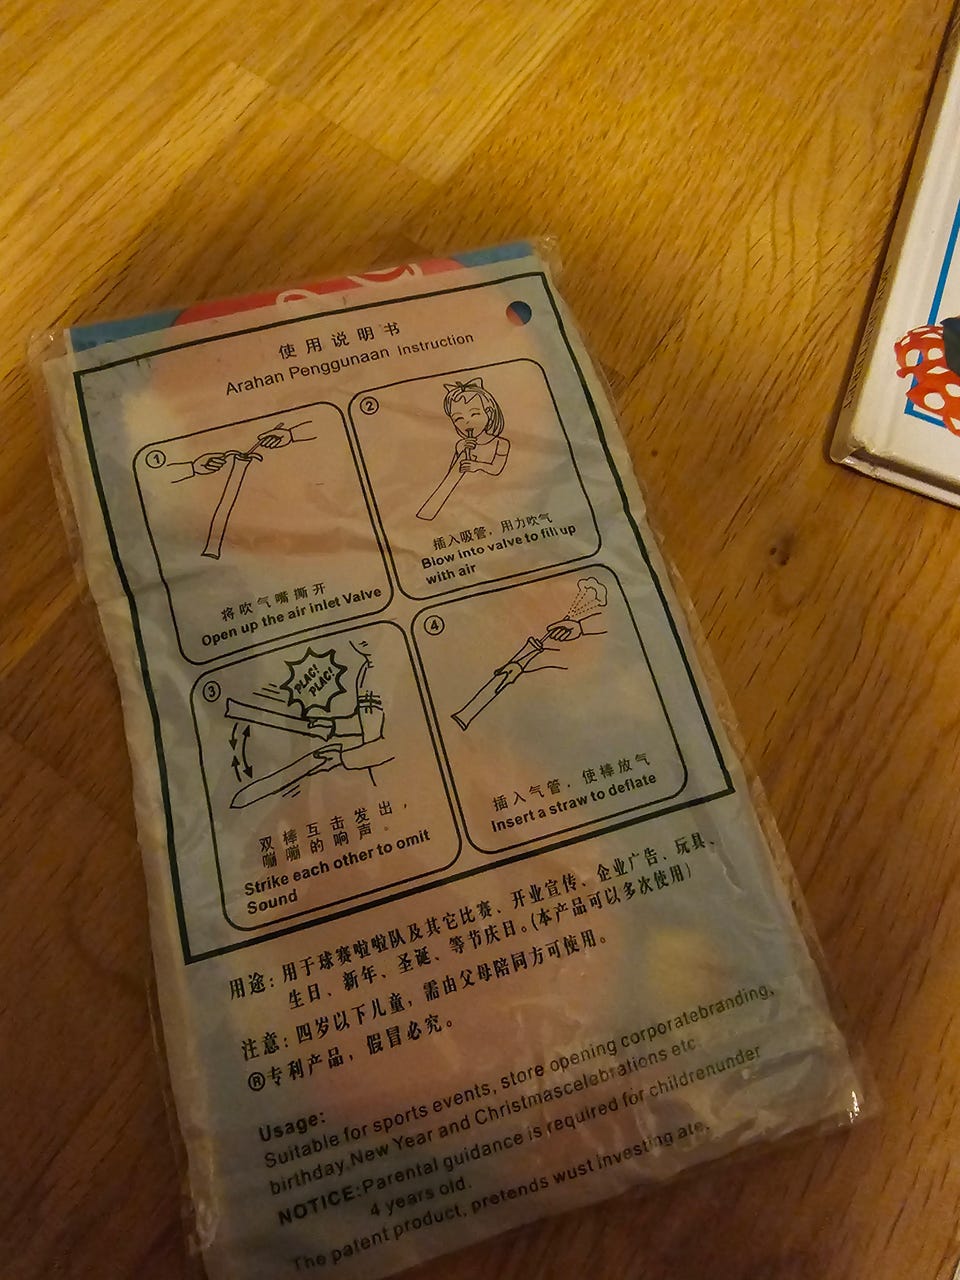 使用说明书
Arahan Penggunaan Instruction
1
将吹气嘴撕开
Open up the air inlet Valve
2
插入吸管，用力吹气
Blow into valve to fill up
with air
3
PLAC!
PLAC!
双棒互击发出，
嘣嘣的响声。
Strike each other to omit
Sound
4
插入气管，使棒放气
Insert a straw to deflate
用途：用于球赛啦啦队及其它比赛、开业宣传、企业广告、玩具、
生日、新年、圣诞、等节庆日。(本产品可以多次使用)
注意：四岁以下儿童，需由父母陪同方可使用。
®专利产品，假冒必究。
Usage:
Suitable for sports events, store opening corporatebranding,
birthday New Year and Christmascelebrations etc.
NOTICE:Parental guidance is required for childrenunder
4 years old.
The patent product, pretends wust investing ate.